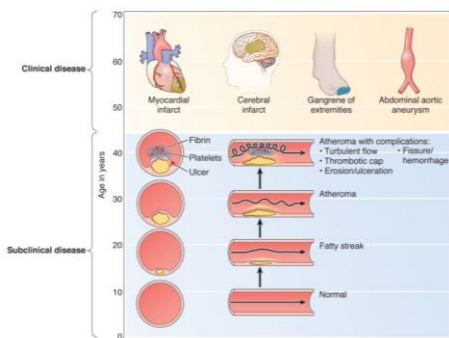 70
Clinical disease
60
Myocardial
infarct
Cerebral
infarct
Gangrene of
extremities
Abdominal aortic
aneurysm
50
Age in years
40
Fibrin
Platelets
Ulcer
Atheroma with complications:
• Turbulent flow
• Thrombotic cap
• Erosion/ulceration
• Fissure/
hemorrhage
30
Atheroma
Subclinical disease
20
Fatty streak
10
Normal
0